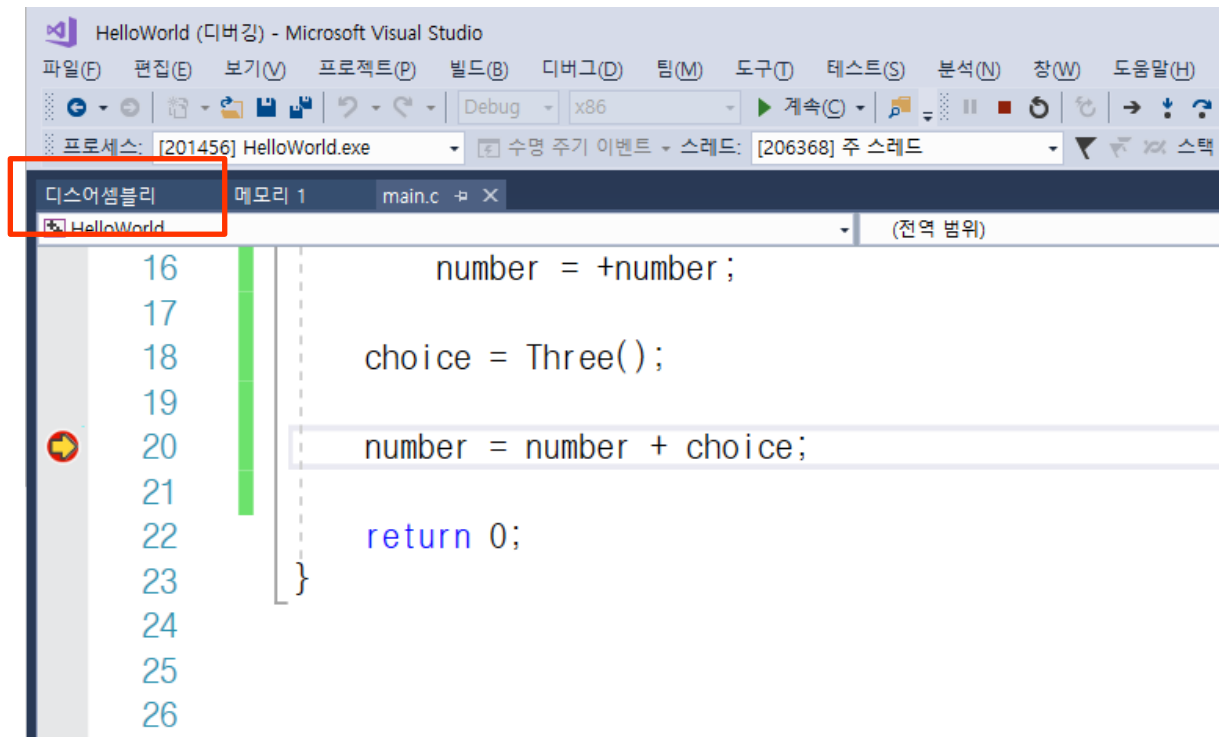 HelloWorld (디버깅) - Microsoft Visual Studio
파일(F) 편집(E) 보기(V) 프로젝트(P) 빌드(B) 디버그(D) 팀(M) 도구(T) 테스트(S) 분석(N) 창(W) 도움말(H)
Debug x86 계속(C)
프로세스: [201456] HelloWorld.exe 수명 주기 이벤트 스레드: [206368] 주 스레드 스택
디스어셈블리 메모리 1 main.c
HelloWorld (전역 범위)
16 number = +number;
17
18 choice = Three();
19
20 number = number + choice;
21
22 return 0;
23 }
24
25
26